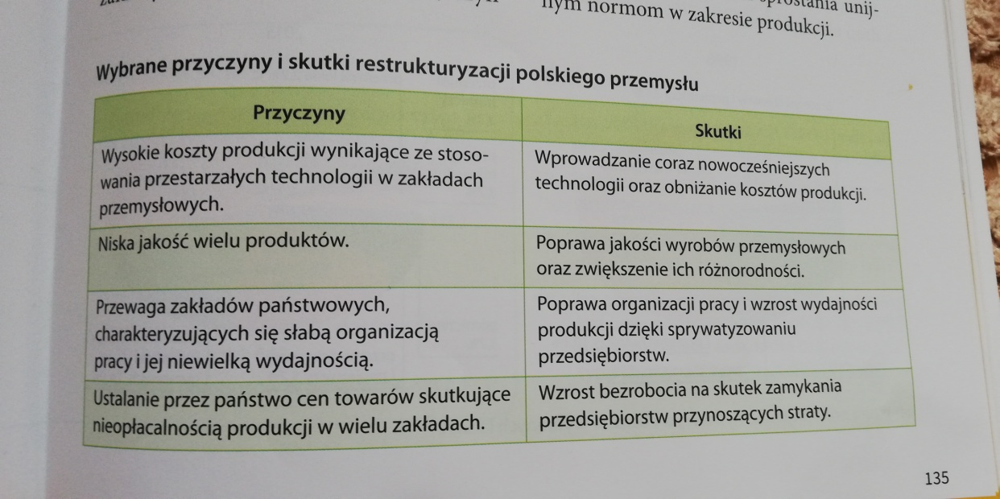 unij-
nym normom w zakresie produkcji.
Wybrane przyczyny i skutki restrukturyzacji polskiego przemysłu
Przyczyny
Skutki
Wysokie koszty produkcji wynikające ze stoso-
wania przestarzałych technologii w zakładach
przemysłowych.
Wprowadzanie coraz nowocześniejszych
technologii oraz obniżanie kosztów produkcji.
Niska jakość wielu produktów.
Poprawa jakości wyrobów przemysłowych
oraz zwiększenie ich różnorodności.
Przewaga zakładów państwowych,
charakteryzujących się słabą organizacją
pracy i jej niewielką wydajnością.
Poprawa organizacji pracy i wzrost wydajności
produkcji dzięki sprywatyzowaniu
przedsiębiorstw.
Ustalanie przez państwo cen towarów skutkujące
nieopłacalnością produkcji w wielu zakładach.
Wzrost bezrobocia na skutek zamykania
przedsiębiorstw przynoszących straty.
135